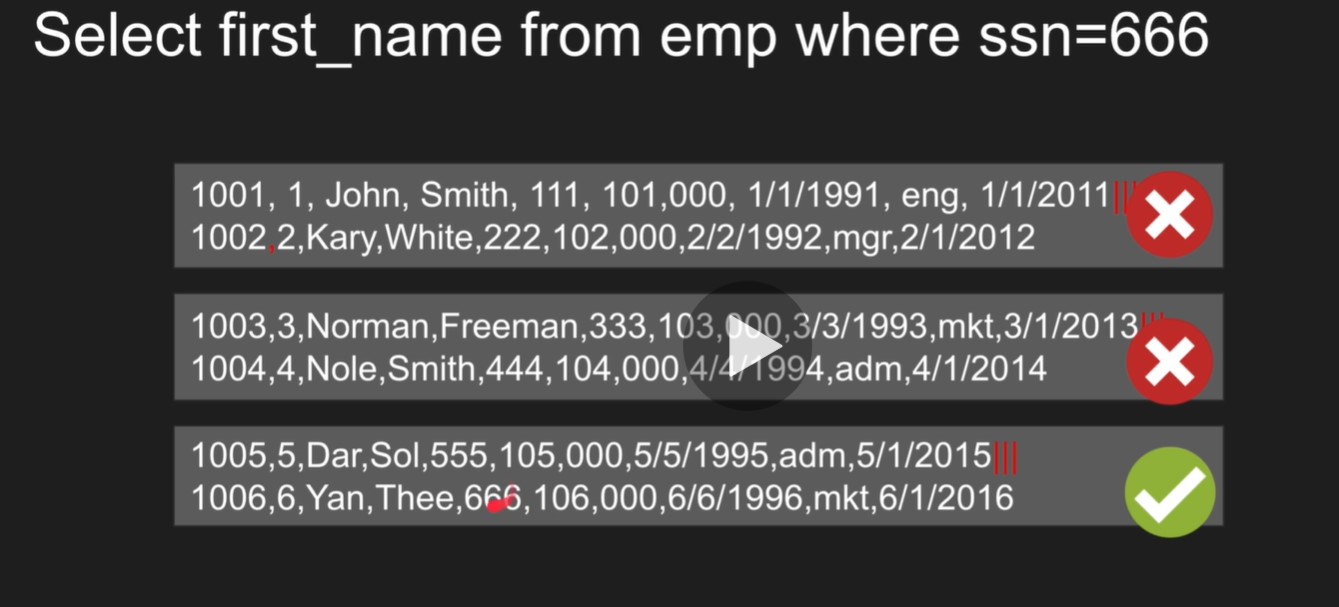 Select first_name from emp where ssn=666
1001, 1, John, Smith, 111, 101,000, 1/1/1991, eng, 1/1/2011|||
1002,2,Kary,White,222,102,000,2/2/1992,mgr,2/1/2012
1003,3,Norman,Freeman,333,103,000,3/3/1993,mkt,3/1/2013|||
1004,4,Nole,Smith,444,104,000,4/4/1994,adm,4/1/2014
1005,5,Dar,Sol,555,105,000,5/5/1995,adm,5/1/2015|||
1006,6,Yan,Thee,666,106,000,6/6/1996,mkt,6/1/2016